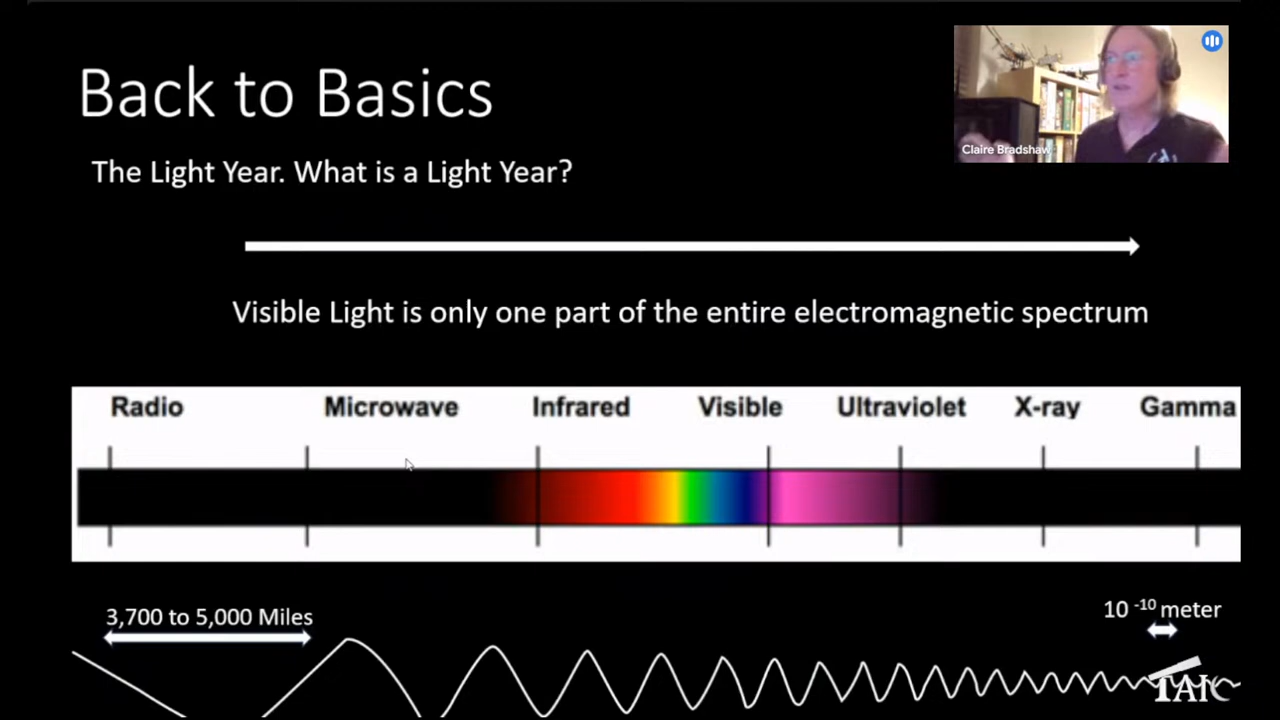 Back to Basics
The Light Year. What is a Light Year?
Claire Bradshaw
Visible Light is only one part of the entire electromagnetic spectrum
Radio Microwave Infrared Visible Ultraviolet X-ray Gamma
3,700 to 5,000 Miles
10 -10 meter
TAIC